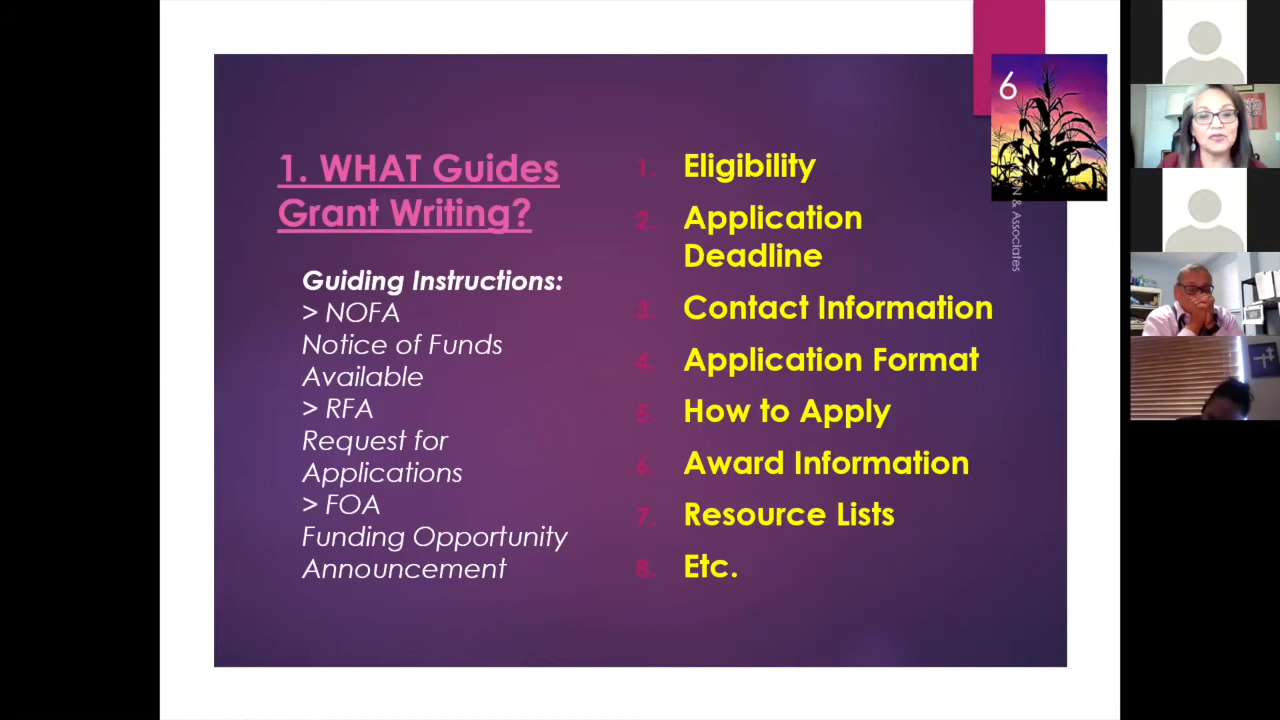 6
1. WHAT Guides
Grant Writing?
Guiding Instructions:
> NOFA
Notice of Funds
Available
> RFA
Request for
Applications
> FOA
Funding Opportunity
Announcement
1. Eligibility
2. Application
Deadline
3. Contact Information
4. Application Format
5. How to Apply
6. Award Information
7. Resource Lists
8. Etc.
& Associates